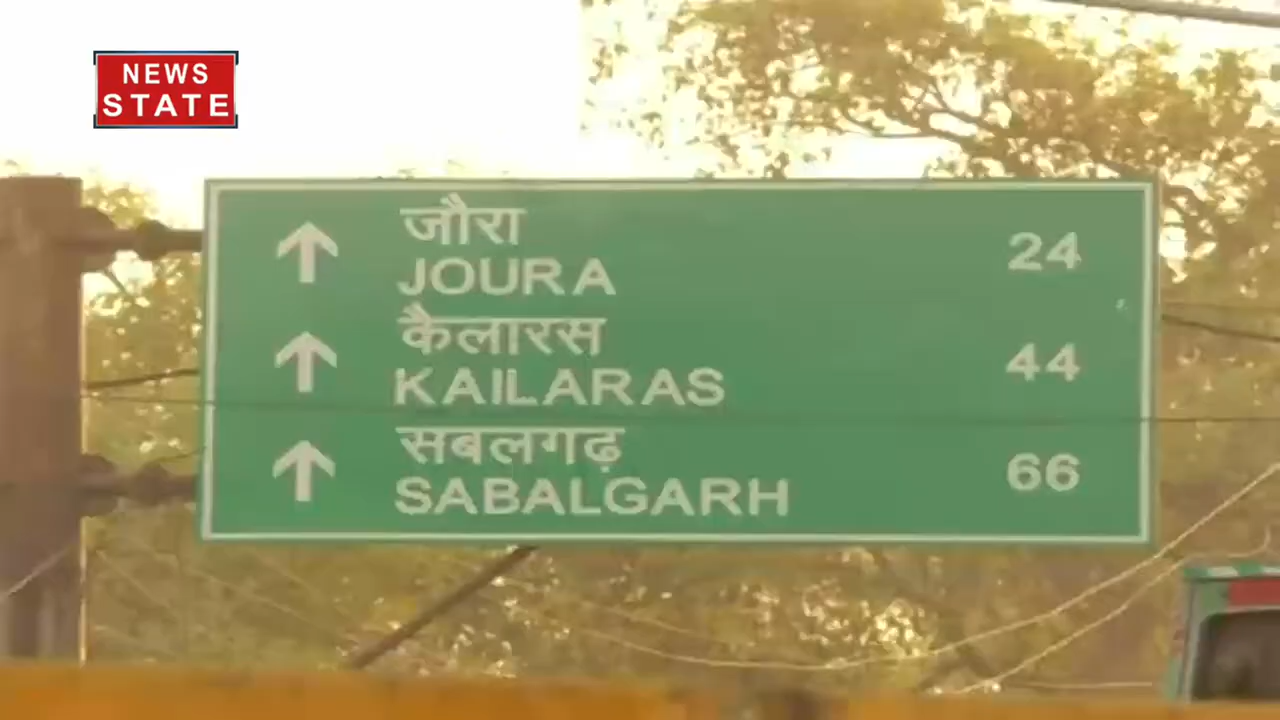 NEWS
STATE
जौरा
JOURA 24
कैलारस
KAILARAS 44
सबलगढ़
SABALGARH 66